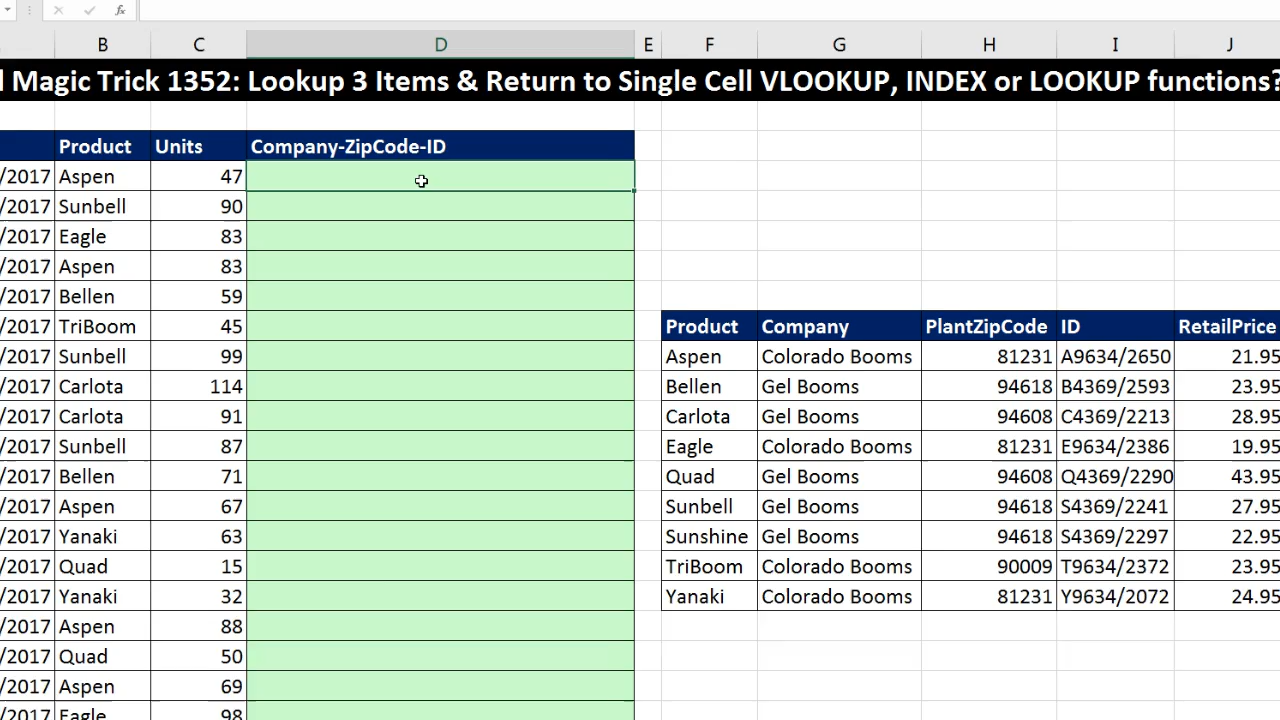 fx
B C D E F G H I J
l Magic Trick 1352: Lookup 3 Items & Return to Single Cell VLOOKUP, INDEX or LOOKUP functions?
Product Units Company-ZipCode-ID
/2017 Aspen 47
/2017 Sunbell 90
/2017 Eagle 83
/2017 Aspen 83
/2017 Bellen 59
/2017 TriBoom 45 Product Company PlantZipCode ID RetailPrice
/2017 Sunbell 99 Aspen Colorado Booms 81231 A9634/2650 21.95
/2017 Carlota 114 Bellen Gel Booms 94618 B4369/2593 23.95
/2017 Carlota 91 Carlota Gel Booms 94608 C4369/2213 28.95
/2017 Sunbell 87 Eagle Colorado Booms 81231 E9634/2386 19.95
/2017 Bellen 71 Quad Gel Booms 94608 Q4369/2290 43.95
/2017 Aspen 67 Sunbell Gel Booms 94618 S4369/2241 27.95
/2017 Yanaki 63 Sunshine Gel Booms 94618 S4369/2297 22.95
/2017 Quad 15 TriBoom Colorado Booms 90009 T9634/2372 23.95
/2017 Yanaki 32 Yanaki Colorado Booms 81231 Y9634/2072 24.95
/2017 Aspen 88
/2017 Quad 50
/2017 Aspen 69
/2017 Eagle 98